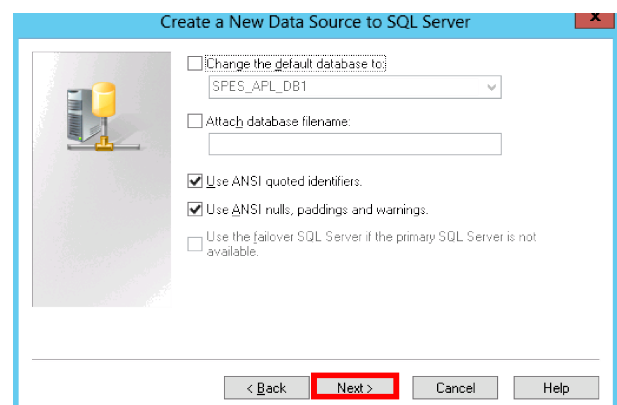 Create a New Data Source to SQL Server
x
Change the default database to:
SPES_APL_DB1
Attach database filename:
Use ANSI quoted identifiers.
Use ANSI nulls, paddings and warnings.
Use the failover SQL Server if the primary SQL Server is not
available.
< Back Next > Cancel Help